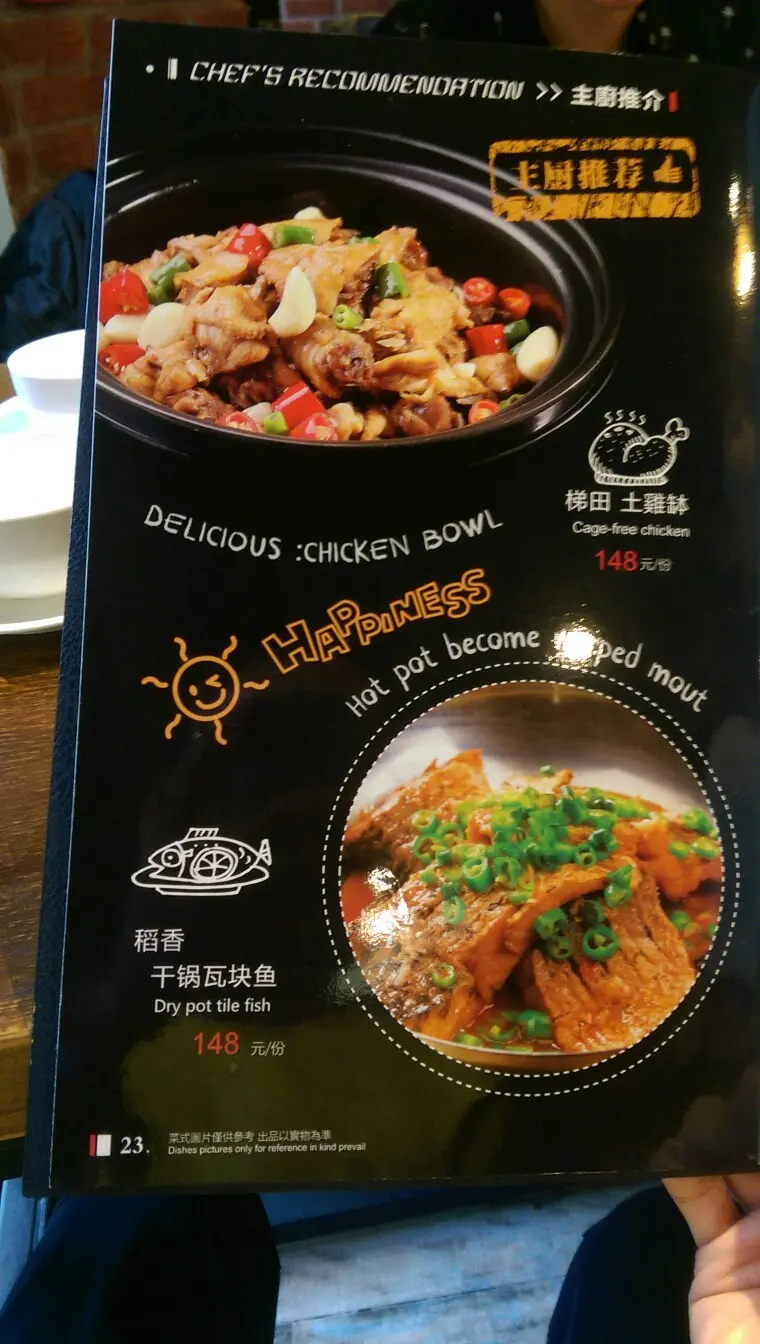 CHEF'S RECOMMENDATION >> 主廚推介
主厨推荐
梯田 土雞缽
Cage-free chicken
148元/份
DELICIOUS :CHICKEN BOWL
HAPPINESS
Hot pot become mout
稻香
干锅瓦块鱼
Dry pot tile fish
148 元/份
23.
菜式圖片僅供參考 出品以實物為準
Dishes pictures only for reference in kind prevail